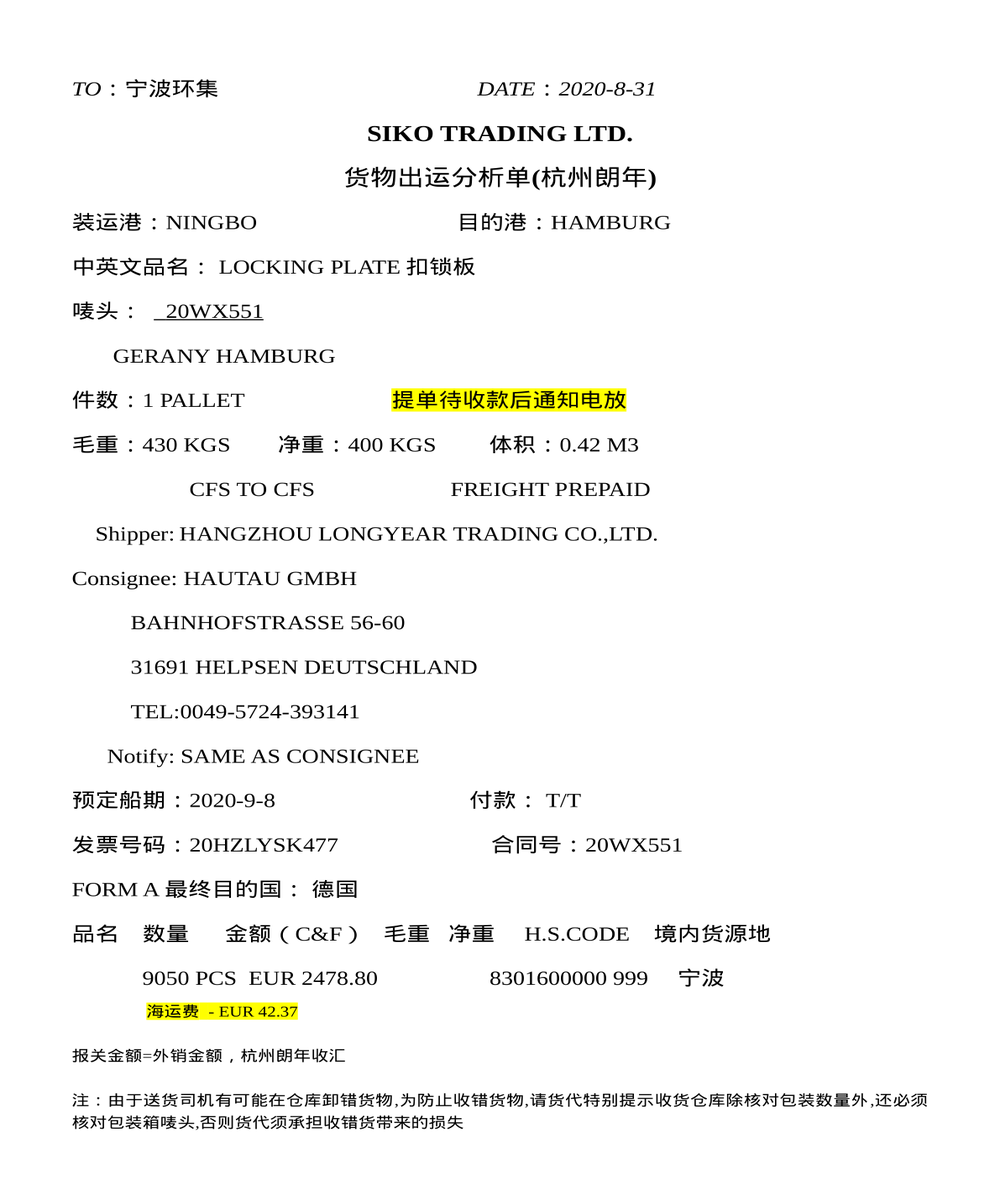 TO：宁波环集 DATE：2020-8-31
SIKO TRADING LTD.
货物出运分析单(杭州朗年)
装运港：NINGBO 目的港：HAMBURG
中英文品名： LOCKING PLATE 扣锁板
唛头： 20WX551
GERANY HAMBURG
件数：1 PALLET 提单待收款后通知电放
毛重：430 KGS 净重：400 KGS 体积：0.42 M3
CFS TO CFS FREIGHT PREPAID
Shipper: HANGZHOU LONGYEAR TRADING CO.,LTD.
Consignee: HAUTAU GMBH
BAHNHOFSTRASSE 56-60
31691 HELPSEN DEUTSCHLAND
TEL:0049-5724-393141
Notify: SAME AS CONSIGNEE
预定船期：2020-9-8 付款： T/T
发票号码：20HZLYSK477 合同号：20WX551
FORM A 最终目的国： 德国
品名 数量 金额（C&F） 毛重 净重 H.S.CODE 境内货源地
9050 PCS EUR 2478.80 8301600000 999 宁波
海运费 - EUR 42.37
报关金额=外销金额，杭州朗年收汇
注：由于送货司机有可能在仓库卸错货物,为防止收错货物,请货代特别提示收货仓库除核对包装数量外,还必须
核对包装箱唛头,否则货代须承担收错货带来的损失